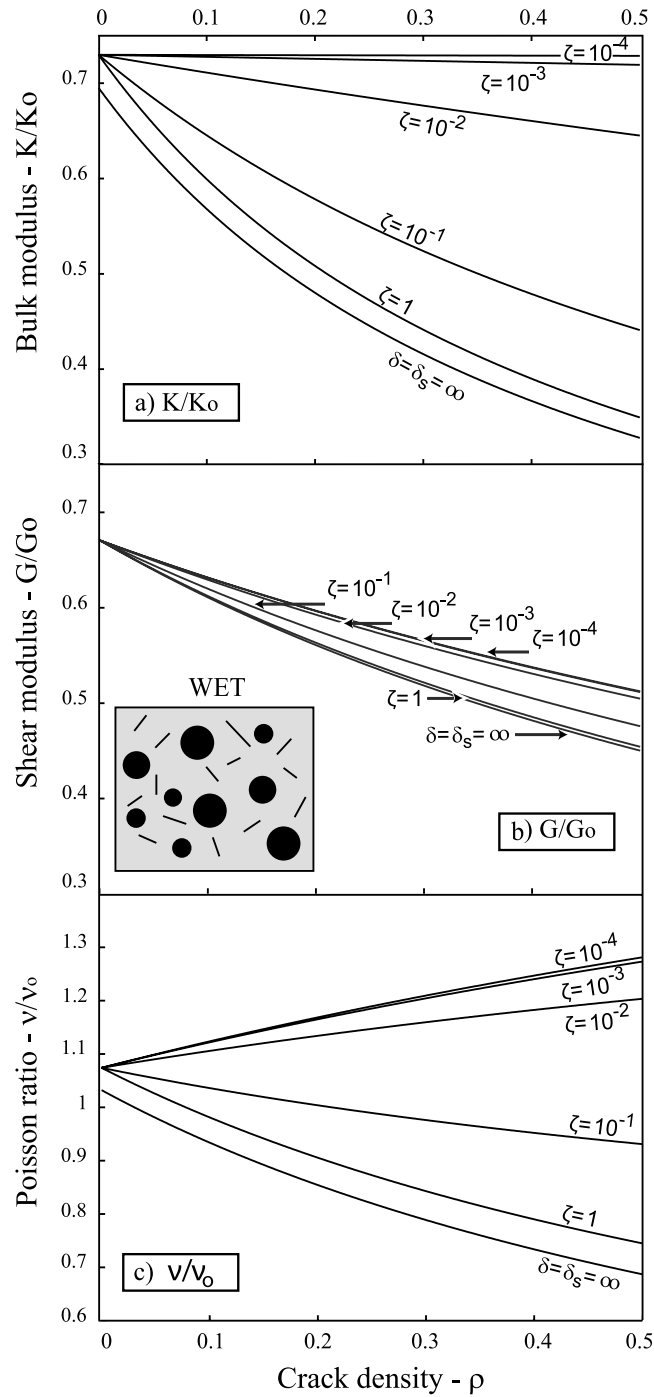 0 0.1 0.2 0.3 0.4 0.5
ζ=10⁻⁴
0.7
ζ=10⁻³
ζ=10⁻²
0.6
ζ=10⁻¹
0.5
ζ=1
0.4
δ=δₛ=∞
a) K/Ko
0.3
Bulk modulus - K/Ko
0.7
ζ=10⁻¹
0.6
ζ=10⁻²
ζ=10⁻³
ζ=10⁻⁴
WET
0.5
ζ=1
δ=δₛ=∞
0.4
b) G/Go
0.3
Shear modulus - G/Go
1.3
ζ=10⁻⁴
ζ=10⁻³
1.2
ζ=10⁻²
1.1
1
ζ=10⁻¹
0.9
0.8
ζ=1
0.7
δ=δₛ=∞
c) ν/νₒ
0.6
Poisson ratio - ν/νₒ
0 0.1 0.2 0.3 0.4 0.5
Crack density - ρ